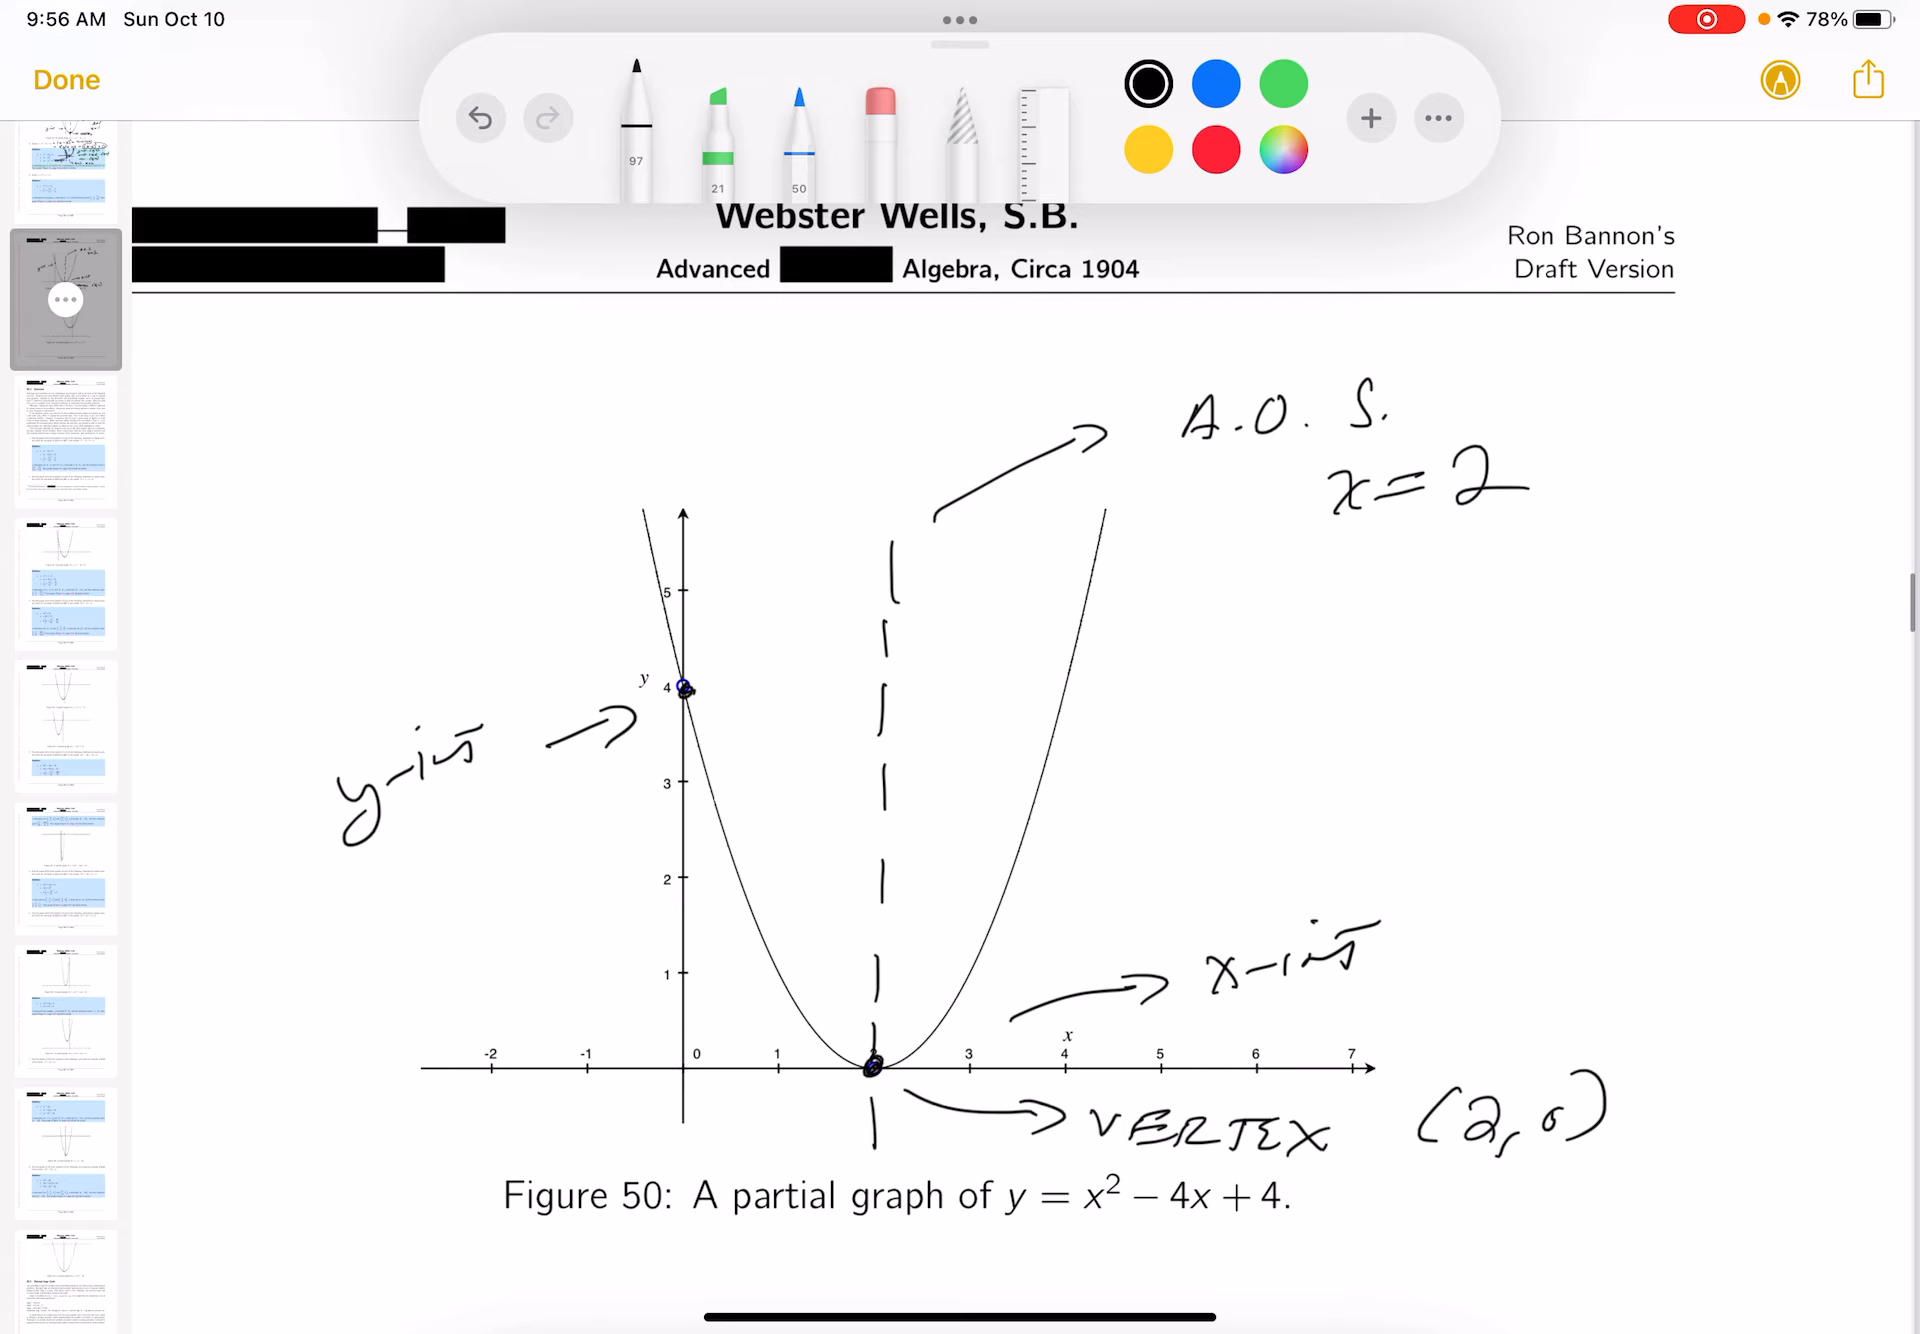 9:56 AM Sun Oct 10
78%
Done
97
21
50
Webster Wells, S.B.
Advanced Algebra, Circa 1904
Ron Bannon's
Draft Version
A.O.S.
x=2
5
y
4
y-int
3
2
1
x-int
x
-2 -1 0 1 2 3 4 5 6 7
VERTEX (2,0)
Figure 50: A partial graph of y = x² − 4x + 4.